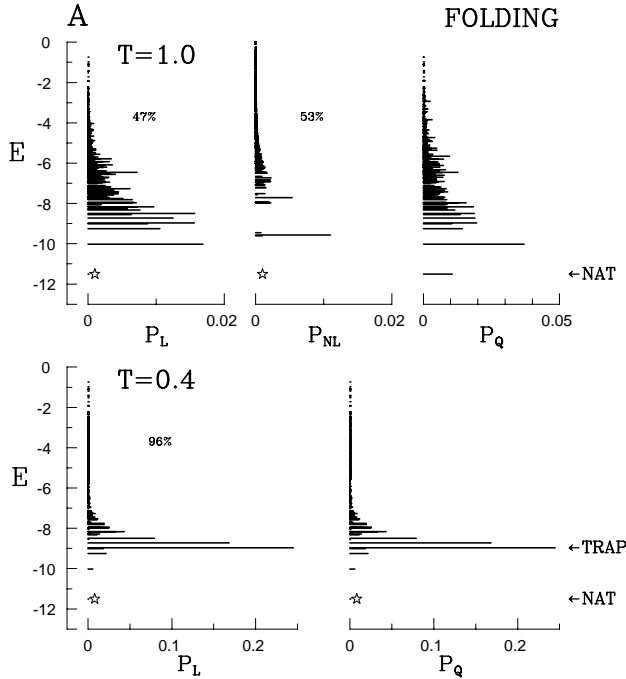 A
FOLDING
T=1.0
0
-2
-4
-6
-8
-10
-12
E
47%
53%
←NAT
0
0.02
0
0.02
0
0.05
P_L
P_NL
P_Q
T=0.4
0
-2
-4
-6
-8
-10
-12
E
96%
←TRAP
←NAT
0
0.1
0.2
0
0.1
0.2
P_L
P_Q